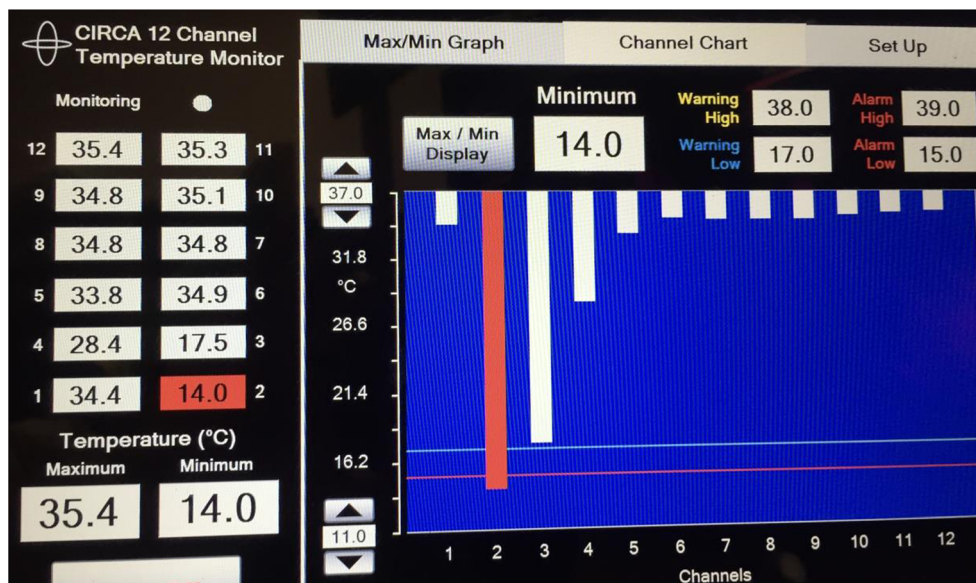 CIRCA 12 Channel
Temperature Monitor
Monitoring
12 35.4 35.3 11
9 34.8 35.1 10
8 34.8 34.8 7
5 33.8 34.9 6
4 28.4 17.5 3
1 34.4 14.0 2
Temperature (°C)
Maximum Minimum
35.4 14.0
Max/Min Graph Channel Chart Set Up
Max / Min
Display
Minimum
14.0
Warning
High
38.0
Alarm
High
39.0
Warning
Low
17.0
Alarm
Low
15.0
37.0
31.8
°C
26.6
21.4
16.2
11.0
1 2 3 4 5 6 7 8 9 10 11 12
Channels